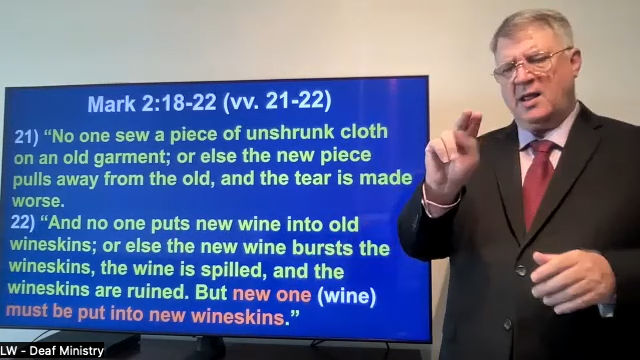 Mark 2:18-22 (vv. 21-22)
21) “No one sew a piece of unshrunk cloth
on an old garment; or else the new piece
pulls away from the old, and the tear is made
worse.
22) “And no one puts new wine into old
wineskins; or else the new wine bursts the
wineskins, the wine is spilled, and the
wineskins are ruined. But new one (wine)
must be put into new wineskins.”
LW - Deaf Ministry